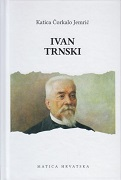 Katica Čorkalo Jemrić
IVAN
TRNSKI
MATICA HRVATSKA